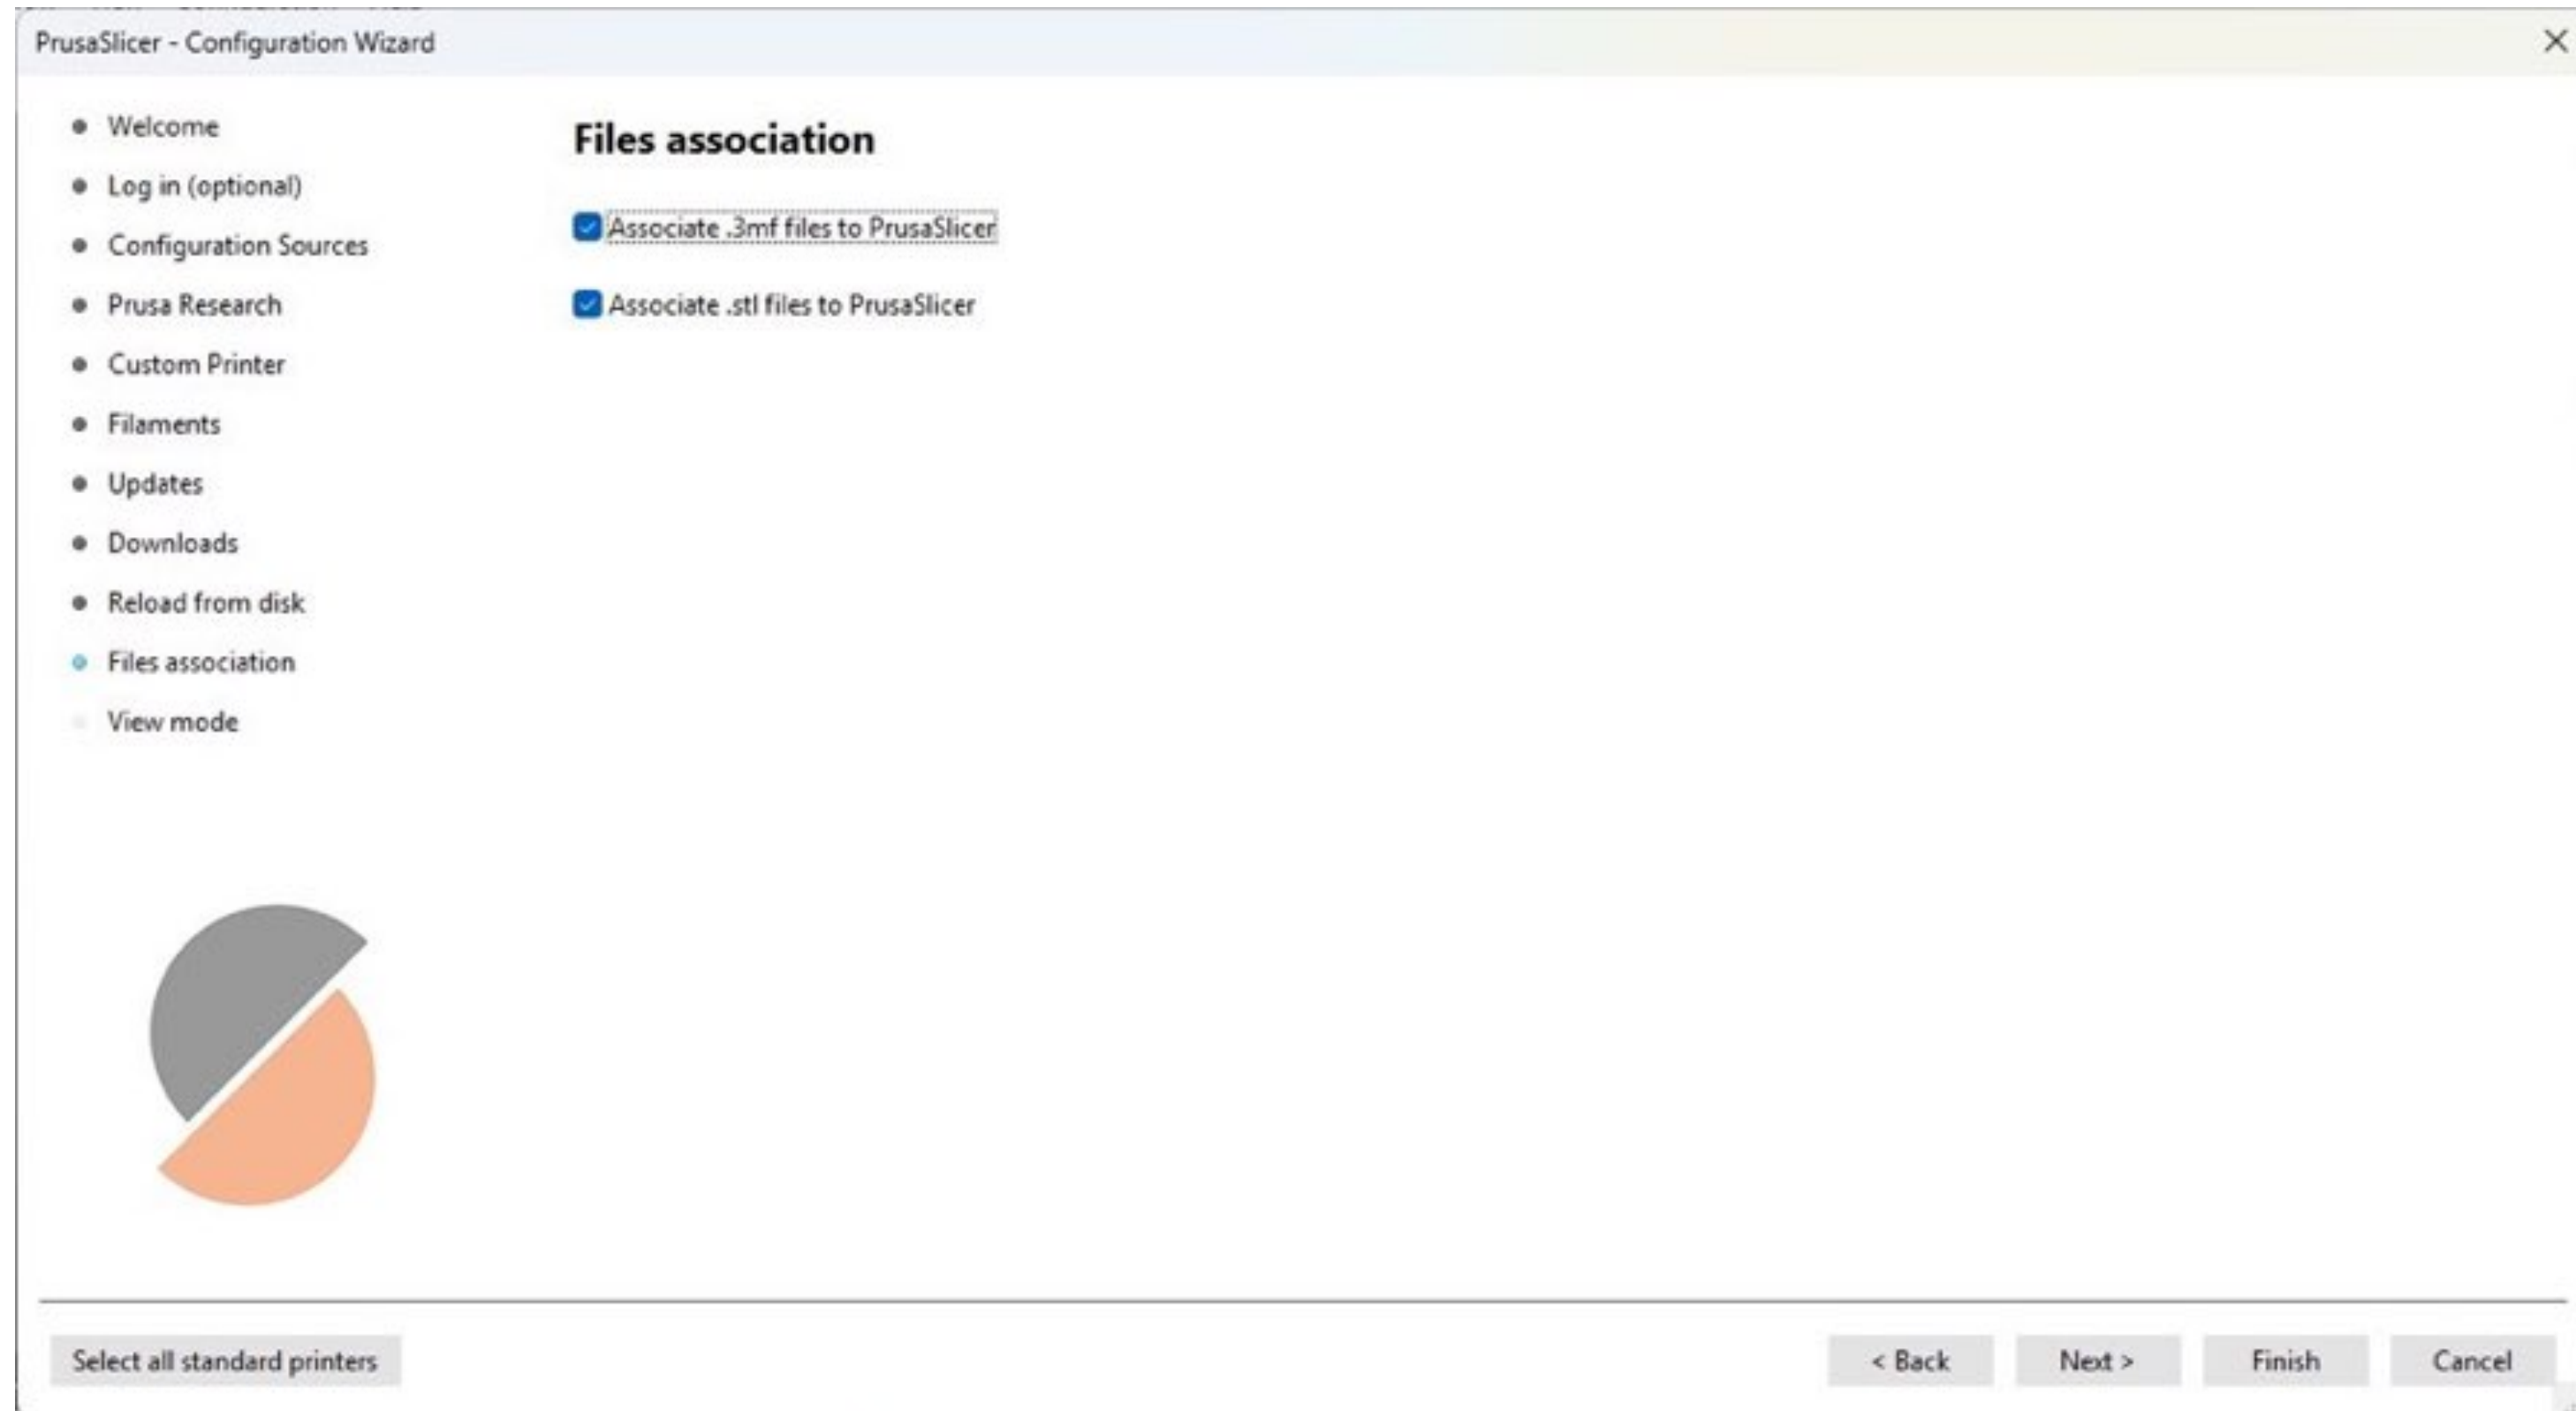 PrusaSlicer - Configuration Wizard
Welcome
Log in (optional)
Configuration Sources
Prusa Research
Custom Printer
Filaments
Updates
Downloads
Reload from disk
Files association
View mode
Files association
Associate .3mf files to PrusaSlicer
Associate .stl files to PrusaSlicer
Select all standard printers
< Back
Next >
Finish
Cancel